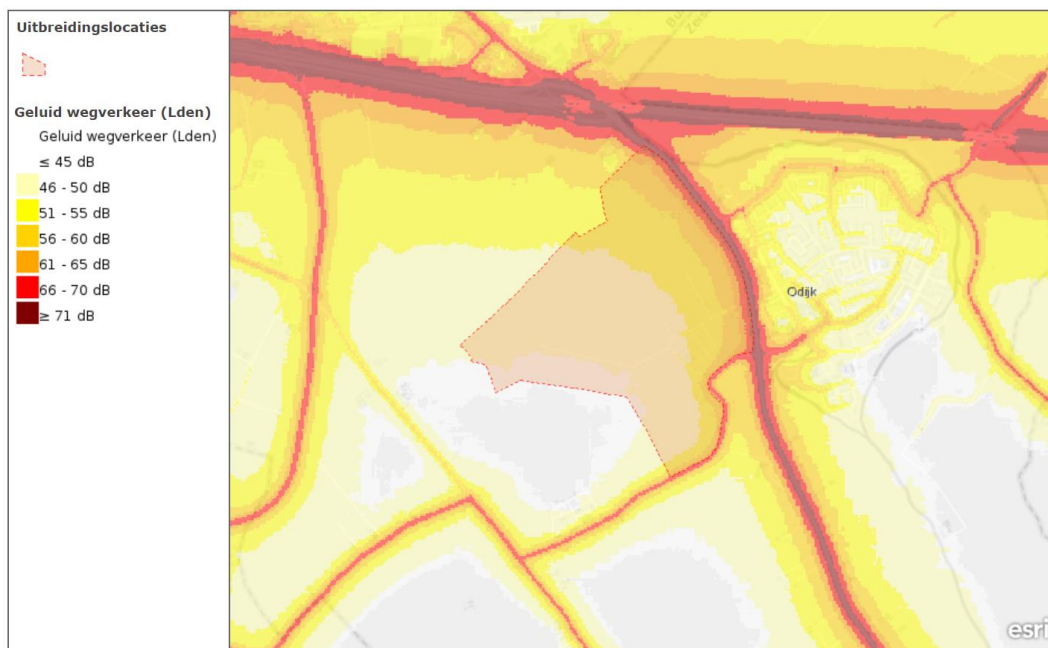 Uitbreidingslocaties
Geluid wegverkeer (Lden)
Geluid wegverkeer (Lden)
≤ 45 dB
46 - 50 dB
51 - 55 dB
56 - 60 dB
61 - 65 dB
66 - 70 dB
≥ 71 dB
Odijk
esri